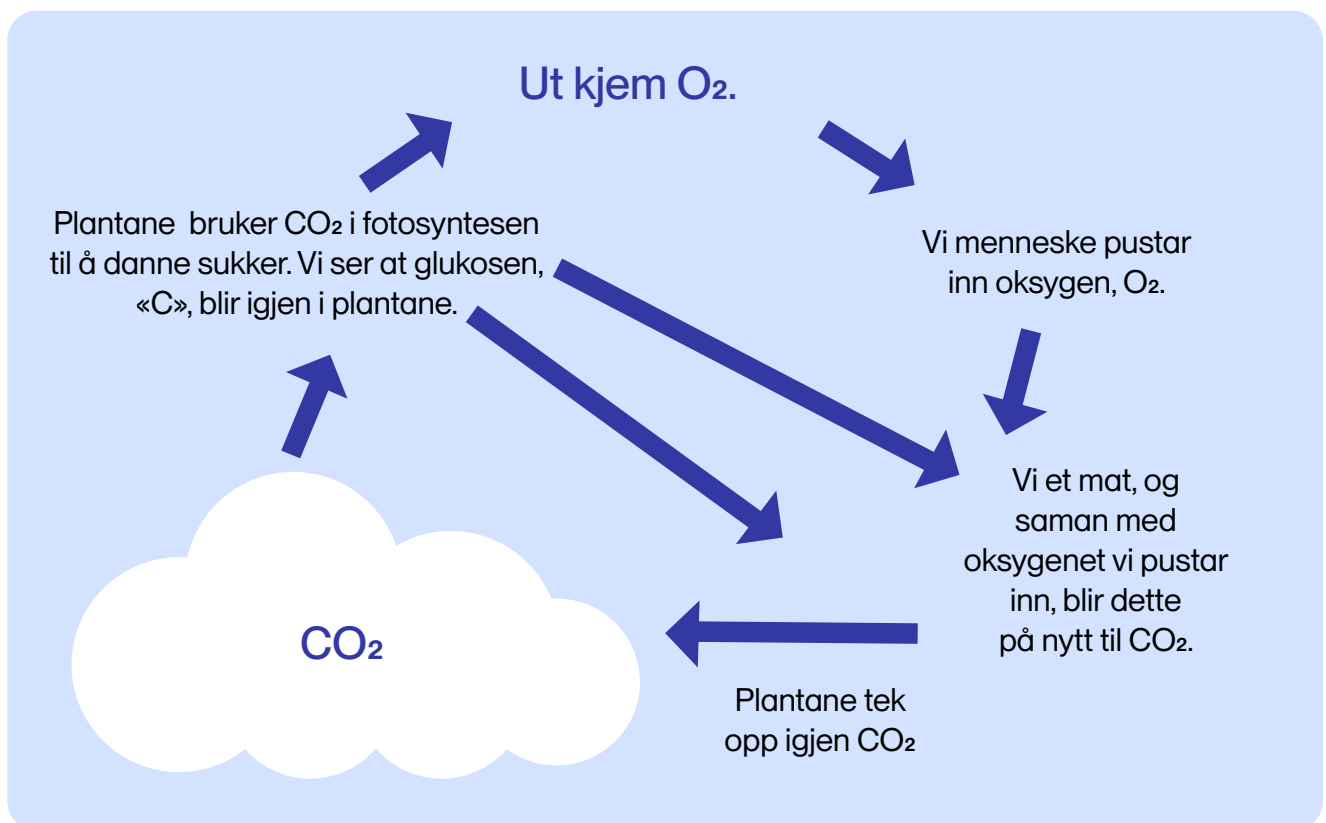 Ut kjem O₂.
Plantane bruker CO₂ i fotosyntesen
til å danne sukker. Vi ser at glukosen,
«C», blir igjen i plantane.
Vi menneske pustar
inn oksygen, O₂.
Vi et mat, og
saman med
oksygenet vi pustar
inn, blir dette
på nytt til CO₂.
CO₂
Plantane tek
opp igjen CO₂